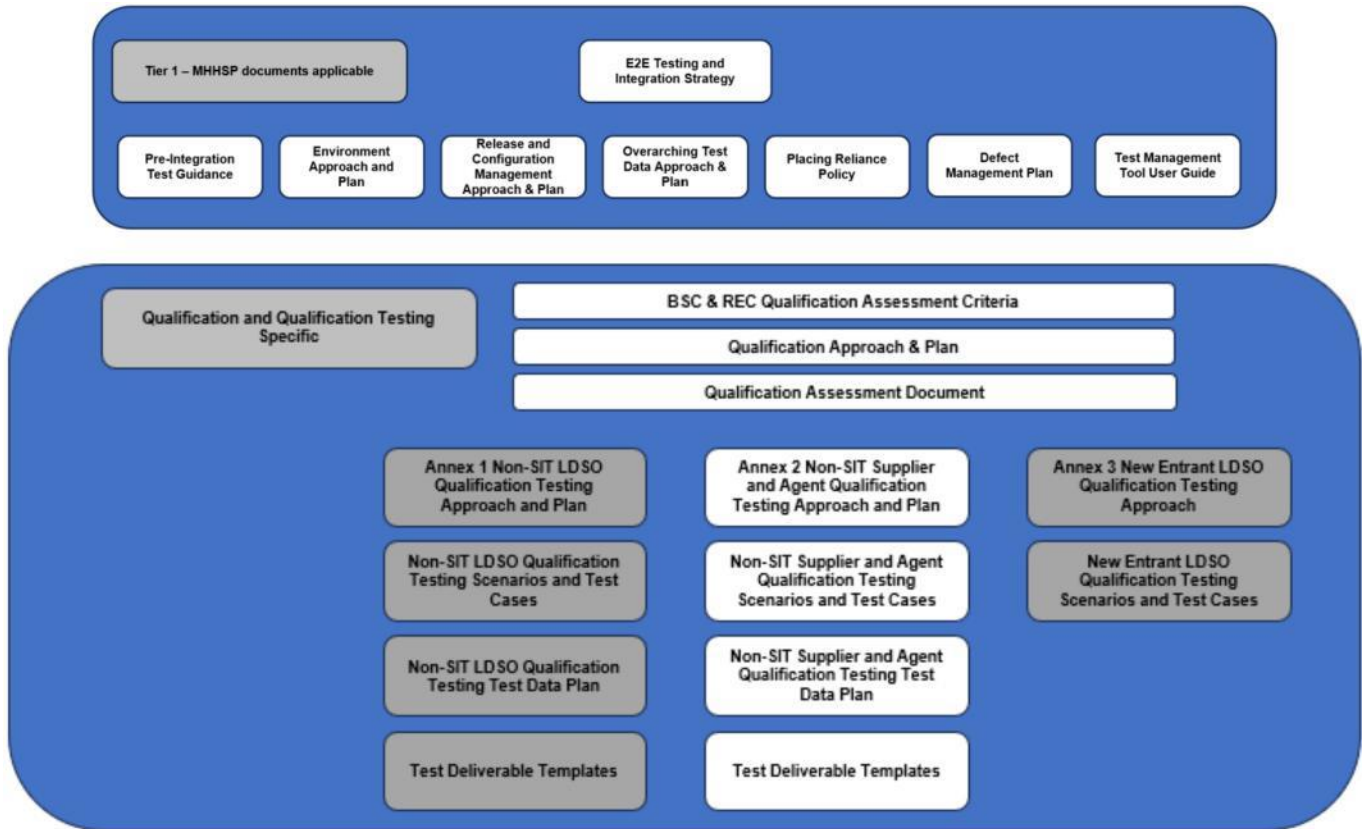 Tier 1 – MHHSP documents applicable
E2E Testing and
Integration Strategy
Pre-Integration
Test Guidance
Environment
Approach and
Plan
Release and
Configuration
Management
Approach & Plan
Overarching Test
Data Approach &
Plan
Placing Reliance
Policy
Defect
Management Plan
Test Management
Tool User Guide
Qualification and Qualification Testing
Specific
BSC & REC Qualification Assessment Criteria
Qualification Approach & Plan
Qualification Assessment Document
Annex 1 Non-SIT LDSO
Qualification Testing
Approach and Plan
Annex 2 Non-SIT Supplier
and Agent Qualification
Testing Approach and Plan
Annex 3 New Entrant LDSO
Qualification Testing
Approach
Non-SIT LDSO Qualification
Testing Scenarios and Test
Cases
Non-SIT Supplier and Agent
Qualification Testing
Scenarios and Test Cases
New Entrant LDSO
Qualification Testing
Scenarios and Test Cases
Non-SIT LDSO Qualification
Testing Test Data Plan
Non-SIT Supplier and Agent
Qualification Testing Test
Data Plan
Test Deliverable Templates
Test Deliverable Templates